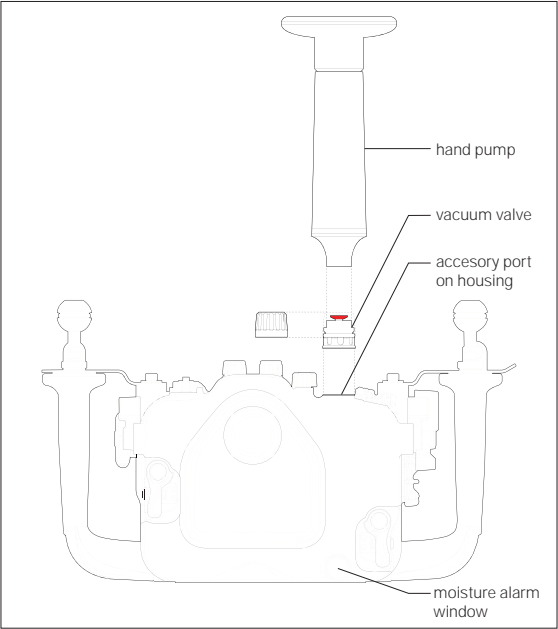 hand pump
vacuum valve
accesory port
on housing
moisture alarm
window